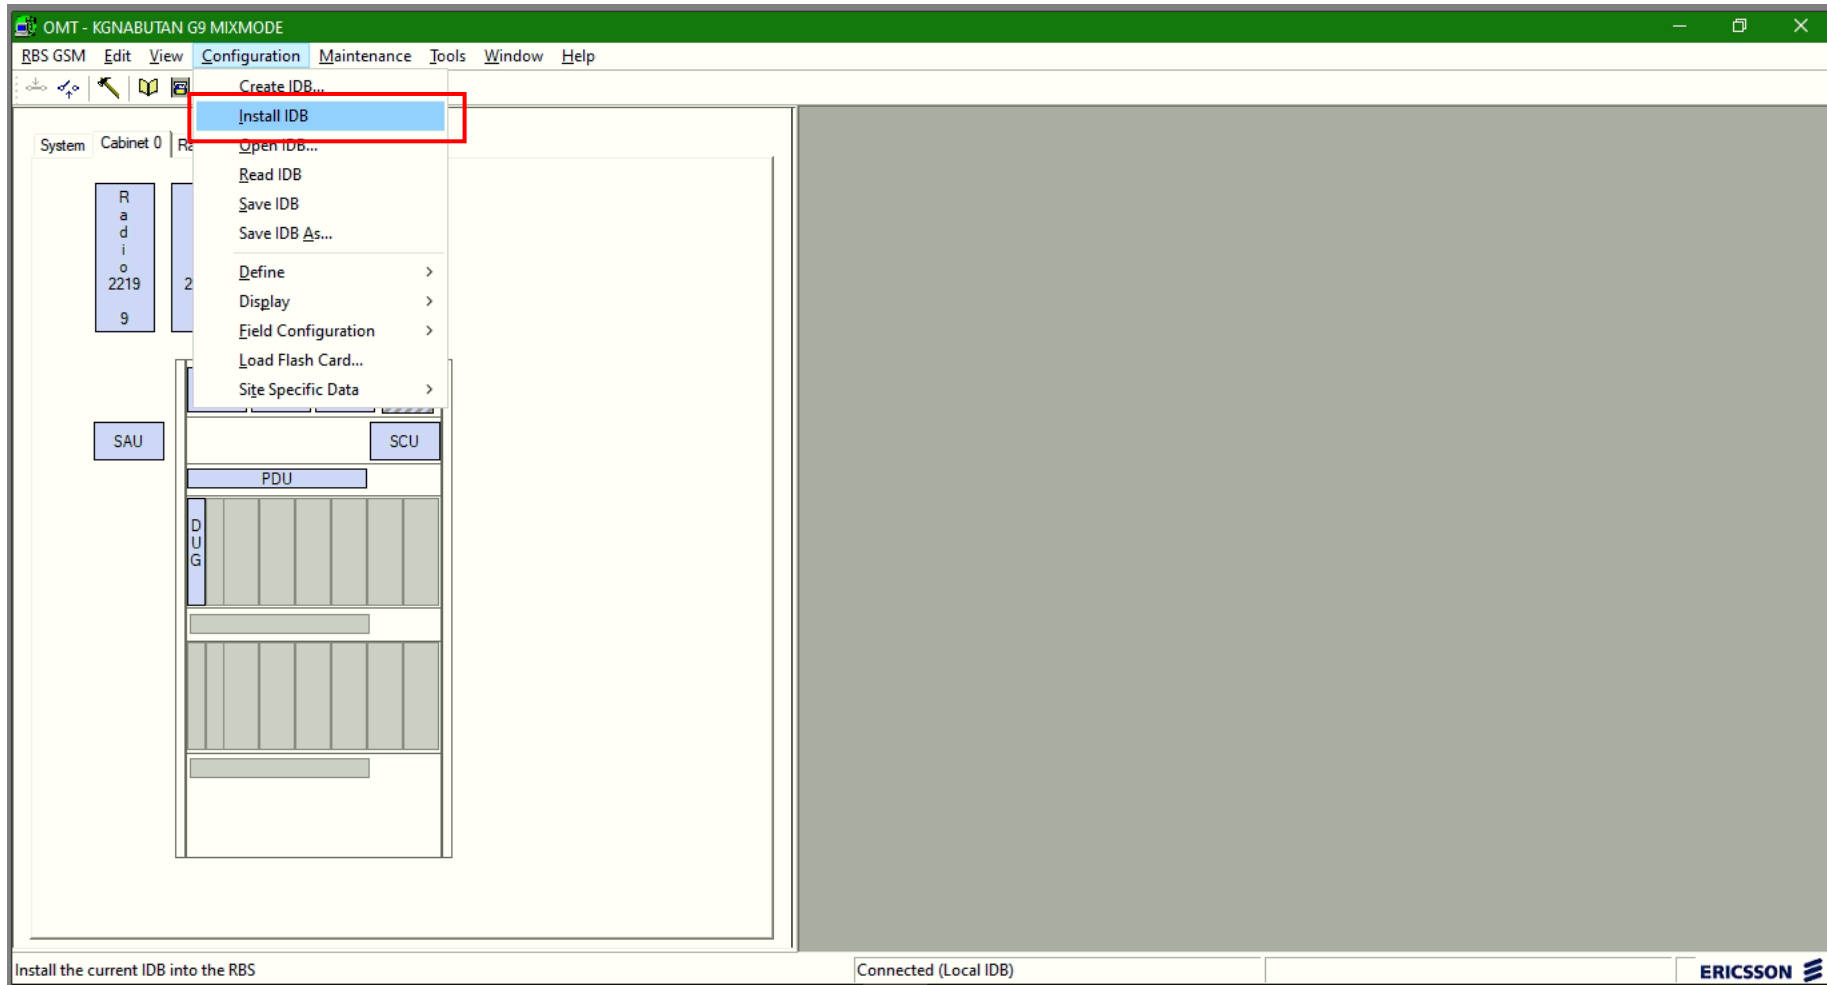 OMT - KGNABUTAN G9 MIXMODE
RBS GSM Edit View Configuration Maintenance Tools Window Help
Create IDB...
Install IDB
Open IDB...
Read IDB
Save IDB
Save IDB As...
Define
Display
Field Configuration
Load Flash Card...
Site Specific Data
System Cabinet 0
Radio
2219
9
SAU
SCU
PDU
DUG
Install the current IDB into the RBS
Connected (Local IDB)
ERICSSON